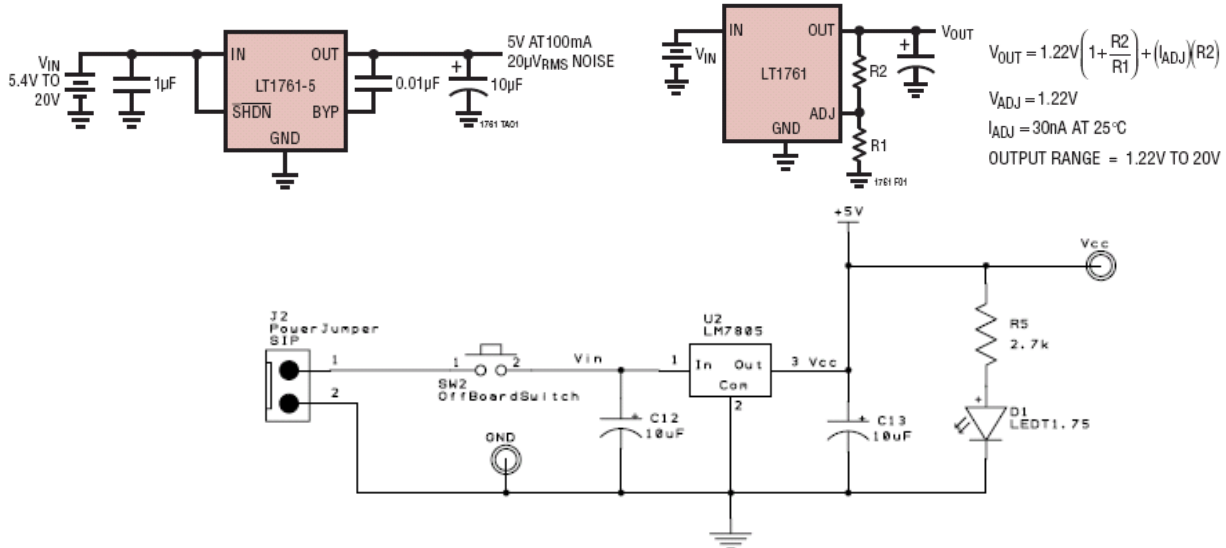 VIN
5.4V TO
20V
1µF
IN
OUT
LT1761-5
SHDN
BYP
GND
0.01µF
5V AT100mA
20µVRMS NOISE
+
10µF
1761 TA01
IN
OUT
VIN
LT1761
ADJ
GND
R2
R1
+
VOUT
1761 F01
VOUT = 1.22V(1+R2/R1)+(IADJ)(R2)
VADJ = 1.22V
IADJ = 30nA AT 25°C
OUTPUT RANGE = 1.22V TO 20V
+5V
Vcc
J2
PowerJumper
SIP
1
2
1
2
SW2
OffBoardSwitch
Vin
GND
+
C12
10uF
U2
LM7805
1
In
Out
Com
2
3
Vcc
+
C13
10uF
R5
2.7k
+
D1
LEDT1.75